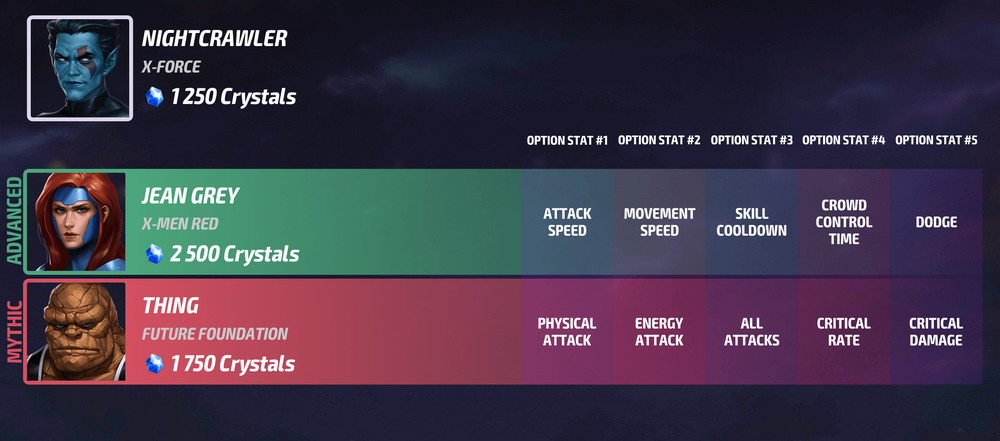 NIGHTCRAWLER
X-FORCE
1 250 Crystals
OPTION STAT #1 OPTION STAT #2 OPTION STAT #3 OPTION STAT #4 OPTION STAT #5
ADVANCED
JEAN GREY
X-MEN RED
2 500 Crystals
ATTACK
SPEED
MOVEMENT
SPEED
SKILL
COOLDOWN
CROWD
CONTROL
TIME
DODGE
MYTHIC
THING
FUTURE FOUNDATION
1 750 Crystals
PHYSICAL
ATTACK
ENERGY
ATTACK
ALL
ATTACKS
CRITICAL
RATE
CRITICAL
DAMAGE